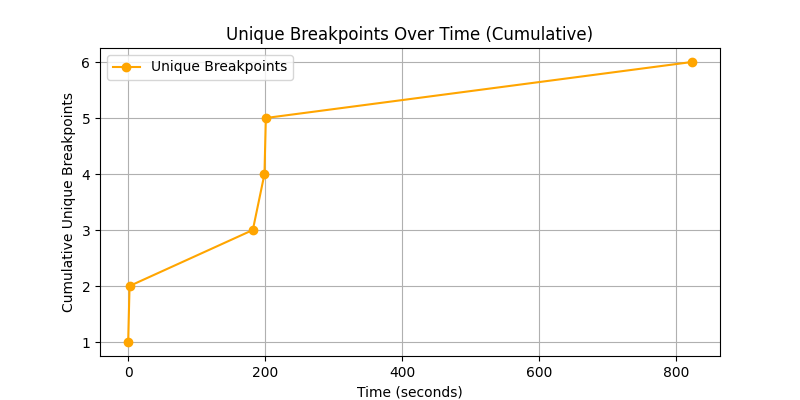 Unique Breakpoints Over Time (Cumulative)
Unique Breakpoints
Cumulative Unique Breakpoints
6
5
4
3
2
1
0 200 400 600 800
Time (seconds)